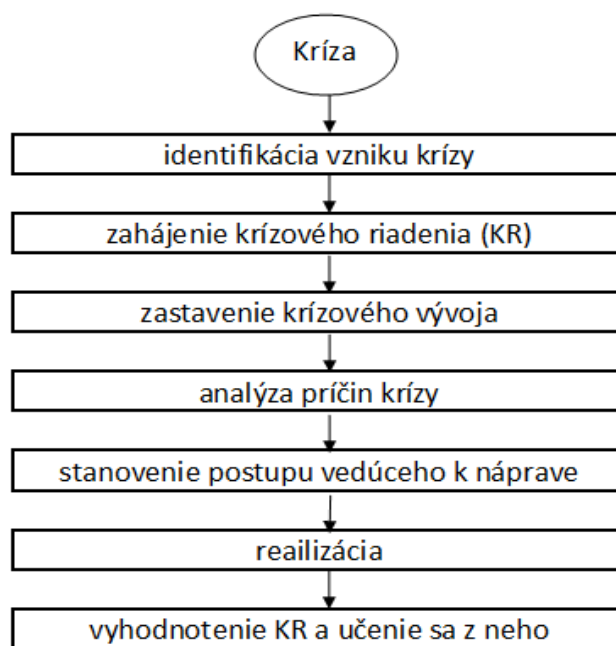 Kríza
identifikácia vzniku krízy
zahájenie krízového riadenia (KR)
zastavenie krízového vývoja
analýza príčin krízy
stanovenie postupu vedúceho k náprave
reailizácia
vyhodnotenie KR a učenie sa z neho